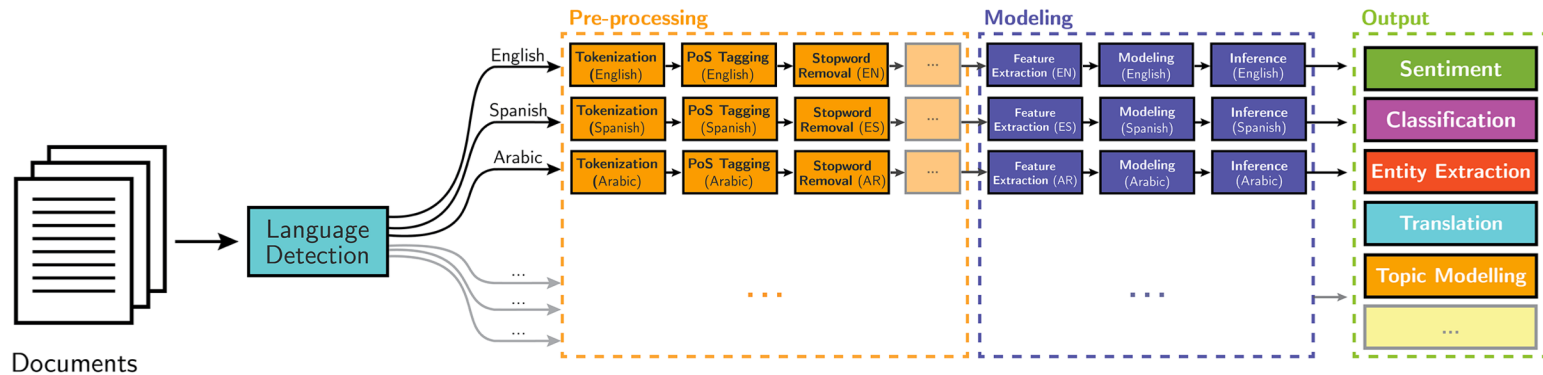 Pre-processing
Modeling
Output
English
Tokenization
(English)
PoS Tagging
(English)
Stopword
Removal (EN)
...
Feature
Extraction (EN)
Modeling
(English)
Inference
(English)
Sentiment
Spanish
Tokenization
(Spanish)
PoS Tagging
(Spanish)
Stopword
Removal (ES)
...
Feature
Extraction (ES)
Modeling
(Spanish)
Inference
(Spanish)
Classification
Arabic
Tokenization
(Arabic)
PoS Tagging
(Arabic)
Stopword
Removal (AR)
...
Feature
Extraction (AR)
Modeling
(Arabic)
Inference
(Arabic)
Entity Extraction
Language
Detection
Translation
...
...
...
...
...
Topic Modelling
...
Documents